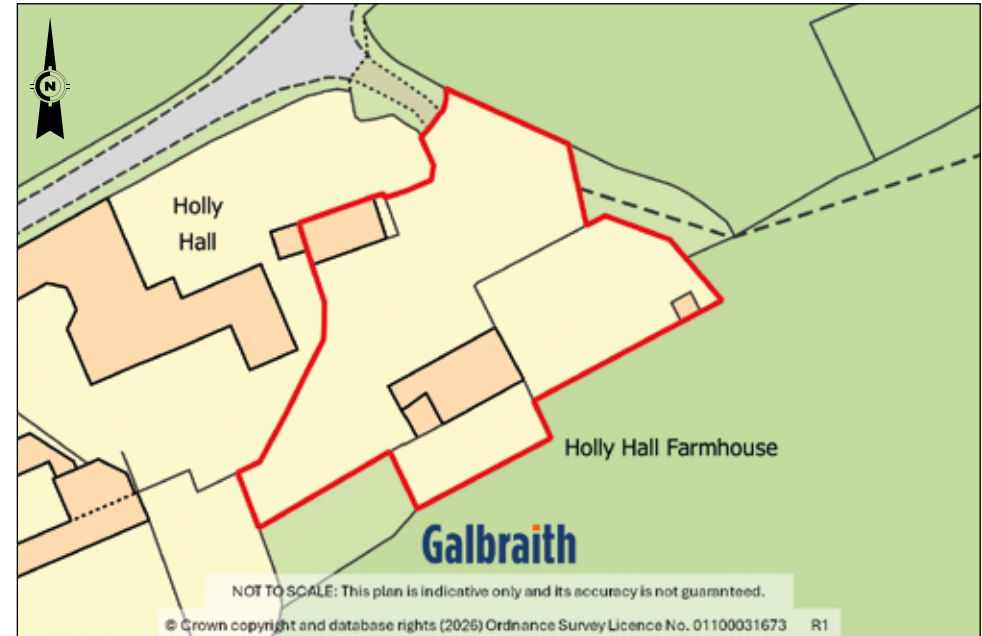 N
Holly
Hall
Holly Hall Farmhouse
Galbraith
NOT TO SCALE: This plan is indicative only and its accuracy is not guaranteed.
© Crown copyright and database rights (2026) Ordnance Survey Licence No. 01100031673 R1